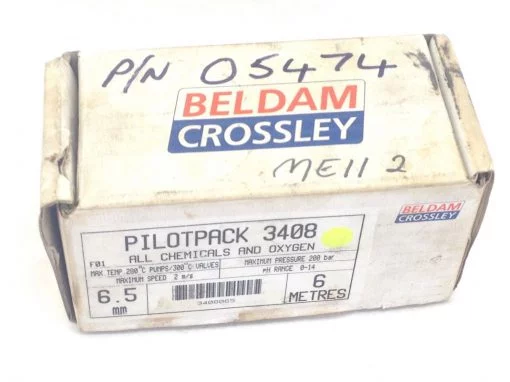 P/N 05474
BELDAM
CROSSLEY
ME11 2
BELDAM
CROSSLEY
PILOTPACK 3408
ALL CHEMICALS AND OXYGEN
F01
MAX TEMP 280°C PUMPS/300°C VALVES
MAXIMUM PRESSURE 200 bar
MAXIMUM SPEED 2 m/s
pH RANGE 0-14
6.5
mm
3400065
6
METRES